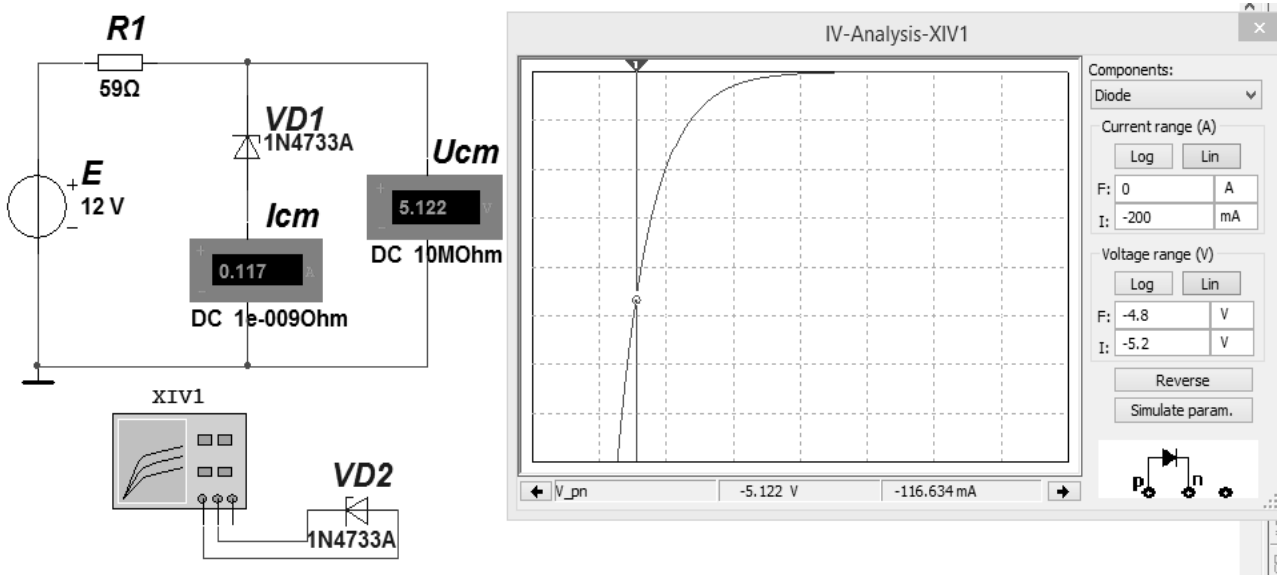 R1
59Ω
VD1
1N4733A
Ucm
+
5.122 V
-
DC 10MOhm
E
+
12 V
-
Icm
+
0.117 A
-
DC 1e-009Ohm
XIV1
VD2
1N4733A
IV-Analysis-XIV1
×
1
V_pn
-5.122 V
-116.634 mA
Components:
Diode
Current range (A)
Log Lin
F: 0 A
I: -200 mA
Voltage range (V)
Log Lin
F: -4.8 V
I: -5.2 V
Reverse
Simulate param.
p n